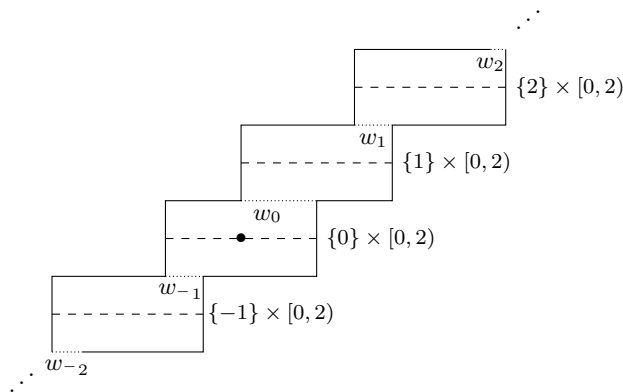 w₂
{2} × [0, 2)
w₁
{1} × [0, 2)
w₀
{0} × [0, 2)
w₋₁
{−1} × [0, 2)
w₋₂